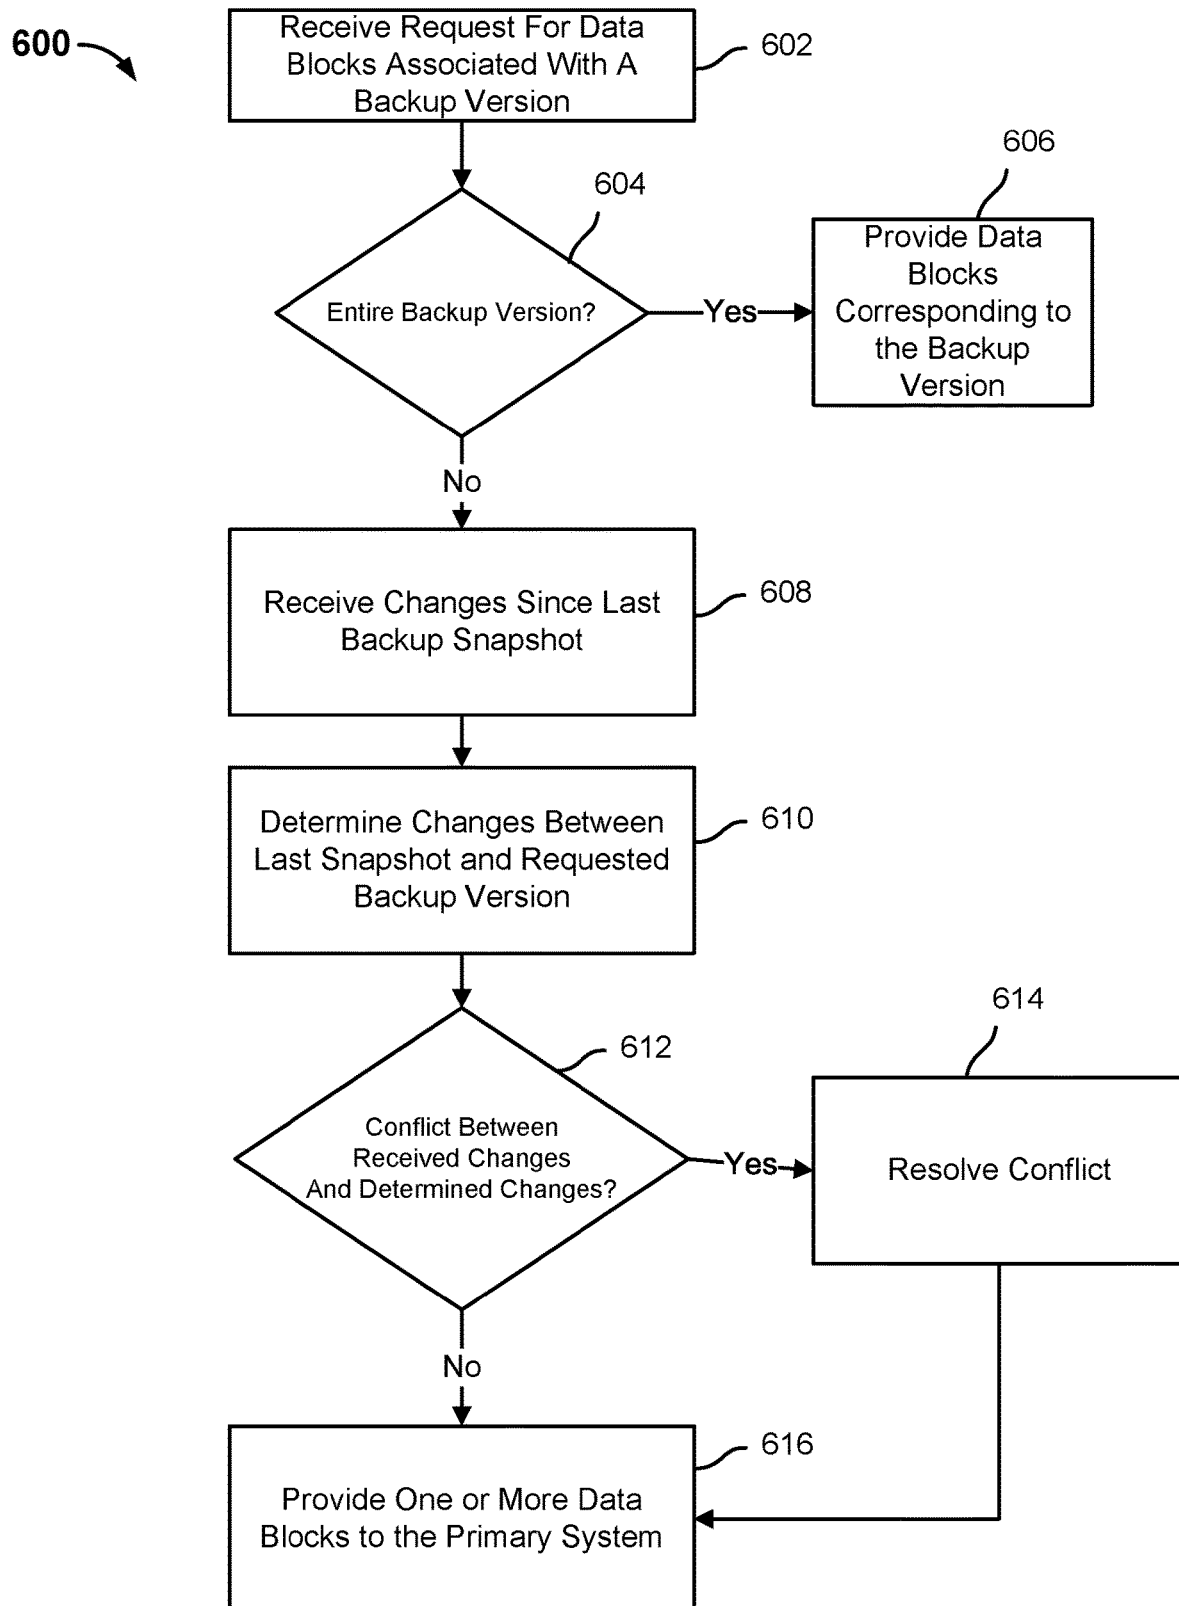 600
Receive Request For Data
Blocks Associated With A
Backup Version
602
604
Entire Backup Version?
Yes
606
Provide Data
Blocks
Corresponding to
the Backup
Version
No
Receive Changes Since Last
Backup Snapshot
608
Determine Changes Between
Last Snapshot and Requested
Backup Version
610
612
Conflict Between
Received Changes
And Determined Changes?
Yes
614
Resolve Conflict
No
Provide One or More Data
Blocks to the Primary System
616